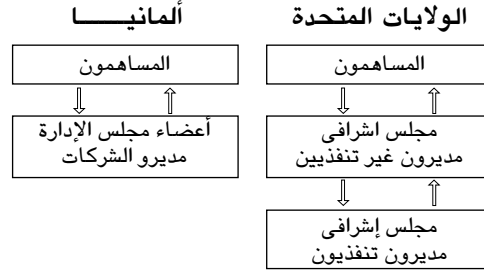 الولايات المتحدة
المساهمون
مجلس اشرافى
مديرون غير تنفذيين
مجلس إشرافى
مديرون تنفذيون
ألمانيـــــا
المساهمون
أعضاء مجلس الإدارة
مديرو الشركات